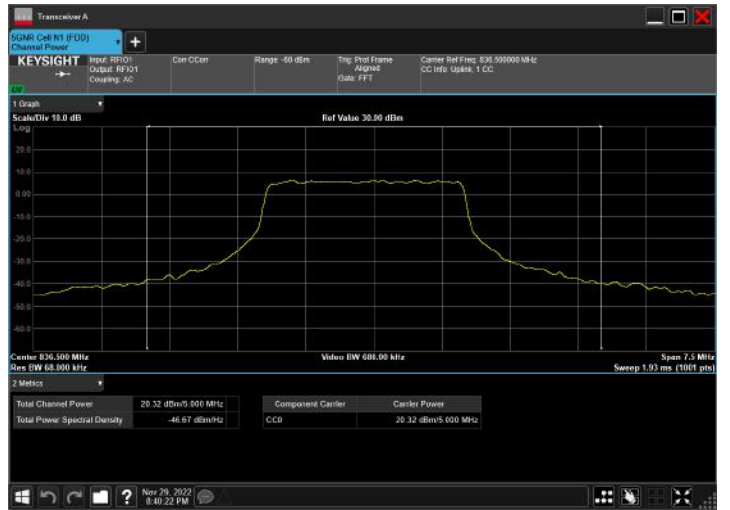 Transceiver A
5GNR Cell N1 (FDD)
Channel Power
KEYSIGHT
Input: RFIO1
Output: RFIO1
Coupling: AC
Corr CCorr
Range -60 dBm
Trig: Prot Frame
Aligned
Gate: FFT
Carrier Ref Freq: 836.500000 MHz
CC Info: Uplink, 1 CC
1 Graph
Scale/Div 10.0 dB
Ref Value 30.00 dBm
Log
20.0
10.0
0.00
-10.0
-20.0
-30.0
-40.0
-50.0
-60.0
Center 836.500 MHz
Video BW 680.00 kHz
Span 7.5 MHz
Res BW 68.000 kHz
Sweep 1.93 ms (1001 pts)
2 Metrics
Total Channel Power 20.32 dBm/5.000 MHz
Total Power Spectral Density -46.67 dBm/Hz
Component Carrier Carrier Power
CC0 20.32 dBm/5.000 MHz
Nov 29, 2022
8:40:22 PM